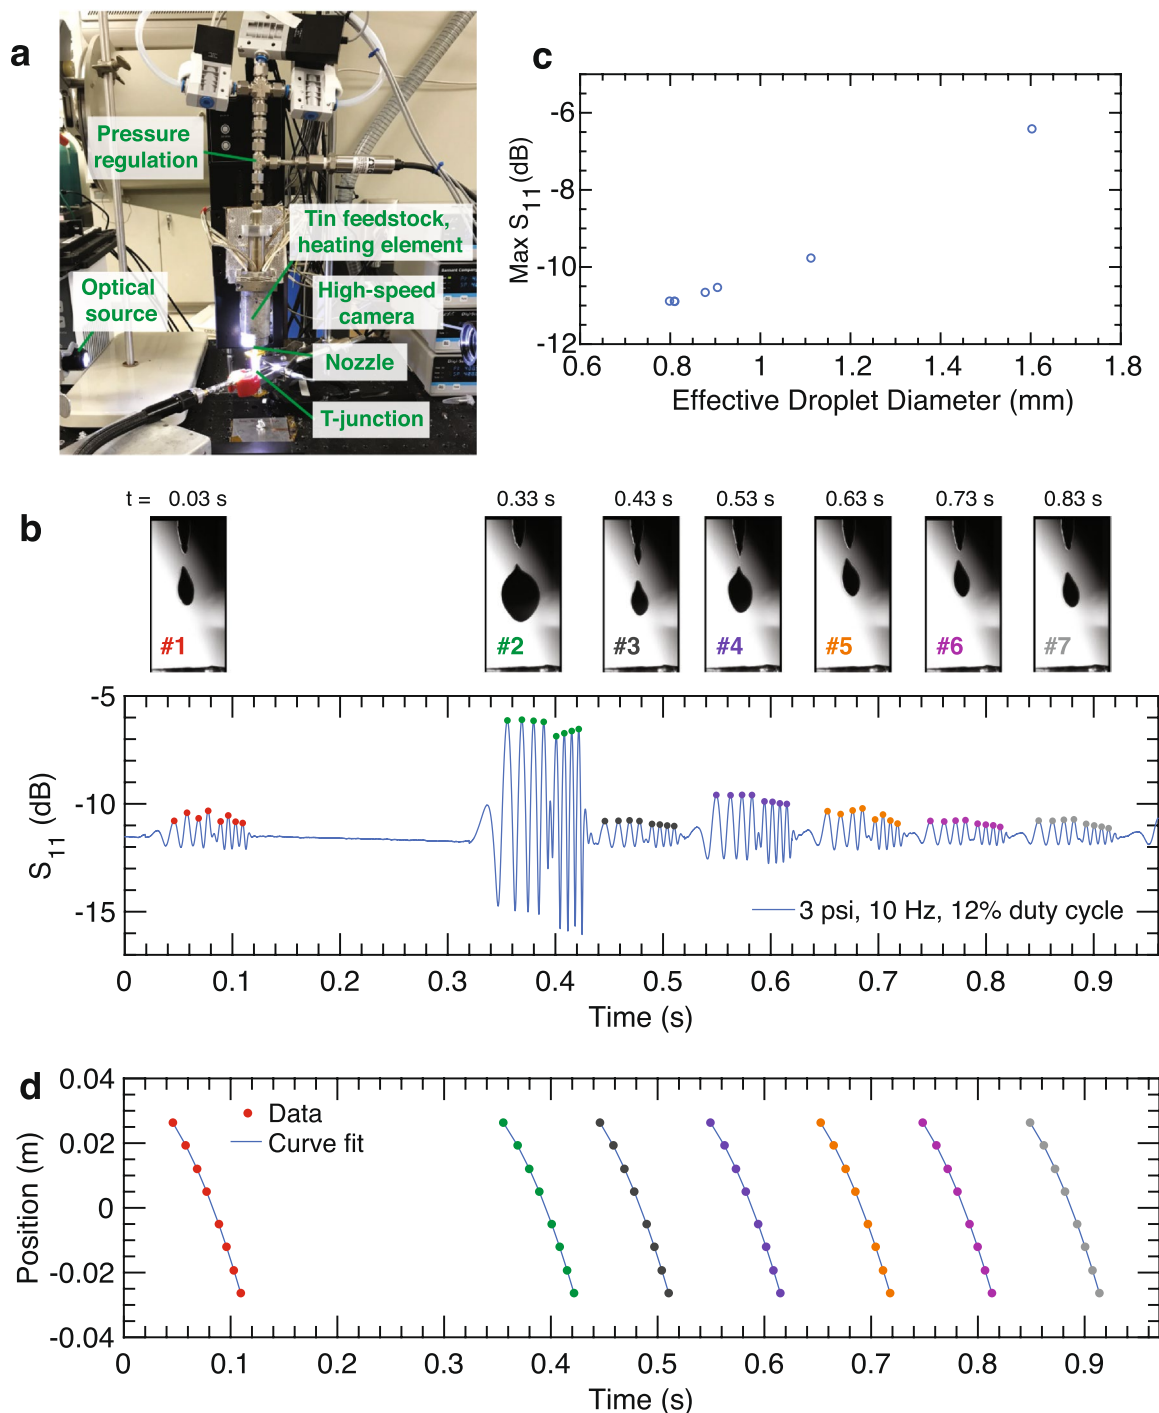 a
Pressure
regulation
Tin feedstock,
heating element
Optical
source
High-speed
camera
Nozzle
T-junction
c
Max S11 (dB)
-6
-8
-10
-12
0.6 0.8 1 1.2 1.4 1.6 1.8
Effective Droplet Diameter (mm)
b
t = 0.03 s 0.33 s 0.43 s 0.53 s 0.63 s 0.73 s 0.83 s
#1 #2 #3 #4 #5 #6 #7
S11 (dB)
-5
-10
-15
3 psi, 10 Hz, 12% duty cycle
0 0.1 0.2 0.3 0.4 0.5 0.6 0.7 0.8 0.9
Time (s)
d
Position (m)
0.04
0.02
0
-0.02
-0.04
Data
Curve fit
0 0.1 0.2 0.3 0.4 0.5 0.6 0.7 0.8 0.9
Time (s)